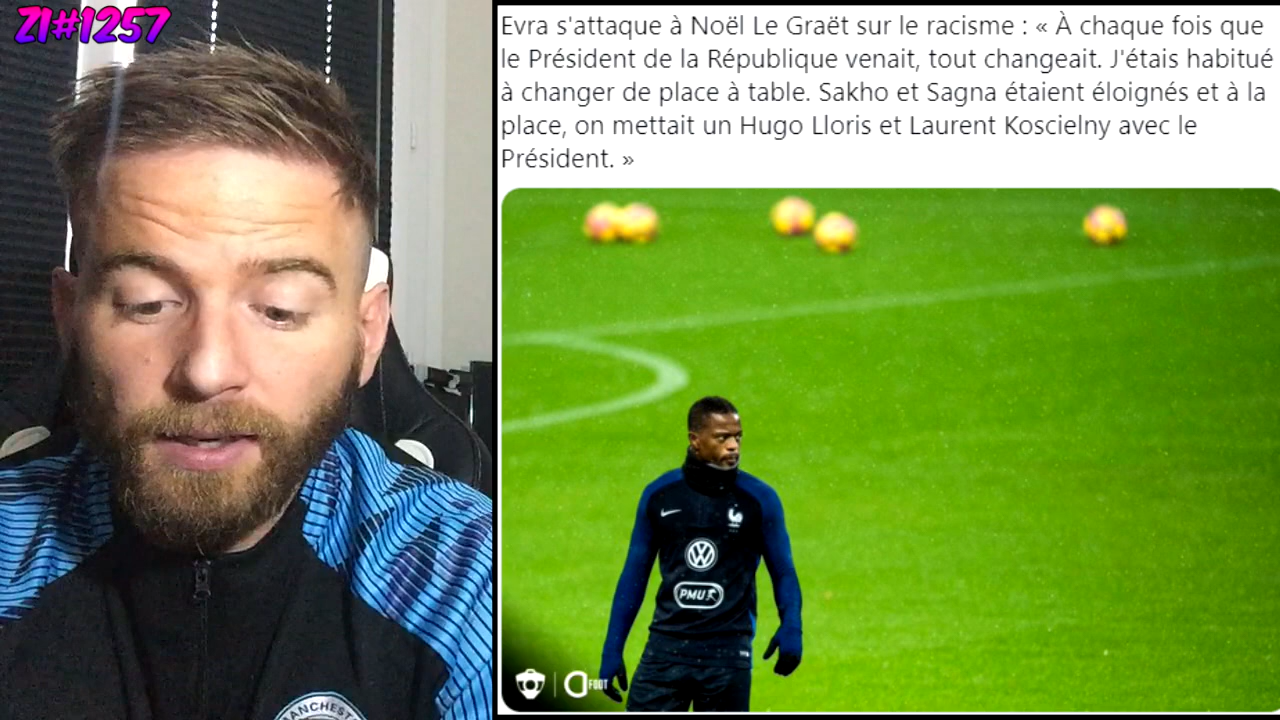 ZI#1257
Evra s'attaque à Noël Le Graët sur le racisme : « À chaque fois que
le Président de la République venait, tout changeait. J'étais habitué
à changer de place à table. Sakho et Sagna étaient éloignés et à la
place, on mettait un Hugo Lloris et Laurent Koscielny avec le
Président. »
PMU
FOOT
MANCHEST